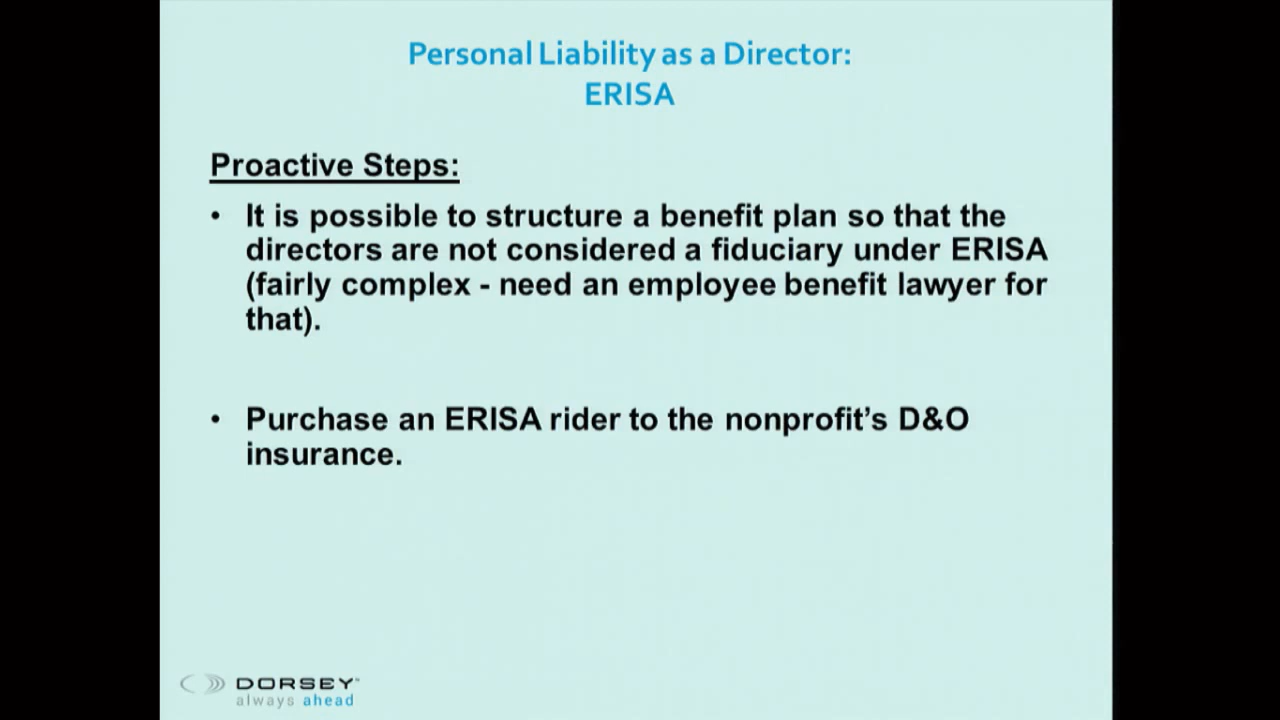 Personal Liability as a Director:
ERISA
Proactive Steps:
• It is possible to structure a benefit plan so that the
directors are not considered a fiduciary under ERISA
(fairly complex - need an employee benefit lawyer for
that).
• Purchase an ERISA rider to the nonprofit’s D&O
insurance.
DORSEY™
always ahead